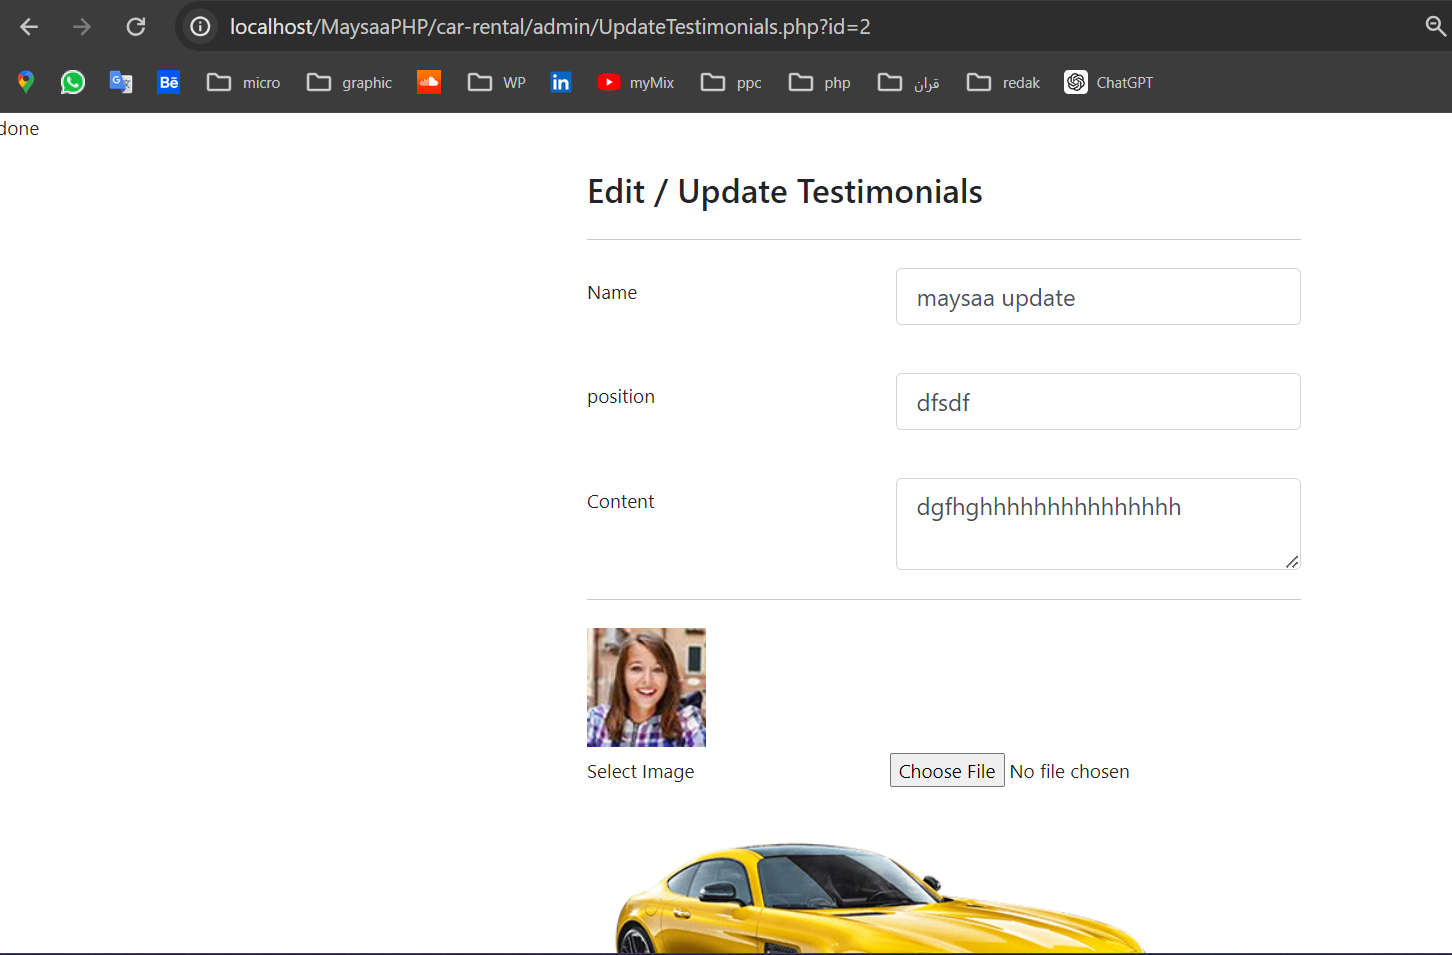 localhost/MaysaaPHP/car-rental/admin/UpdateTestimonials.php?id=2
Bē micro graphic WP in myMix ppc php قران redak ChatGPT
done
Edit / Update Testimonials
Name
maysaa update
position
dfsdf
Content
dgfhghhhhhhhhhhhhhhhh
Select Image
Choose File No file chosen